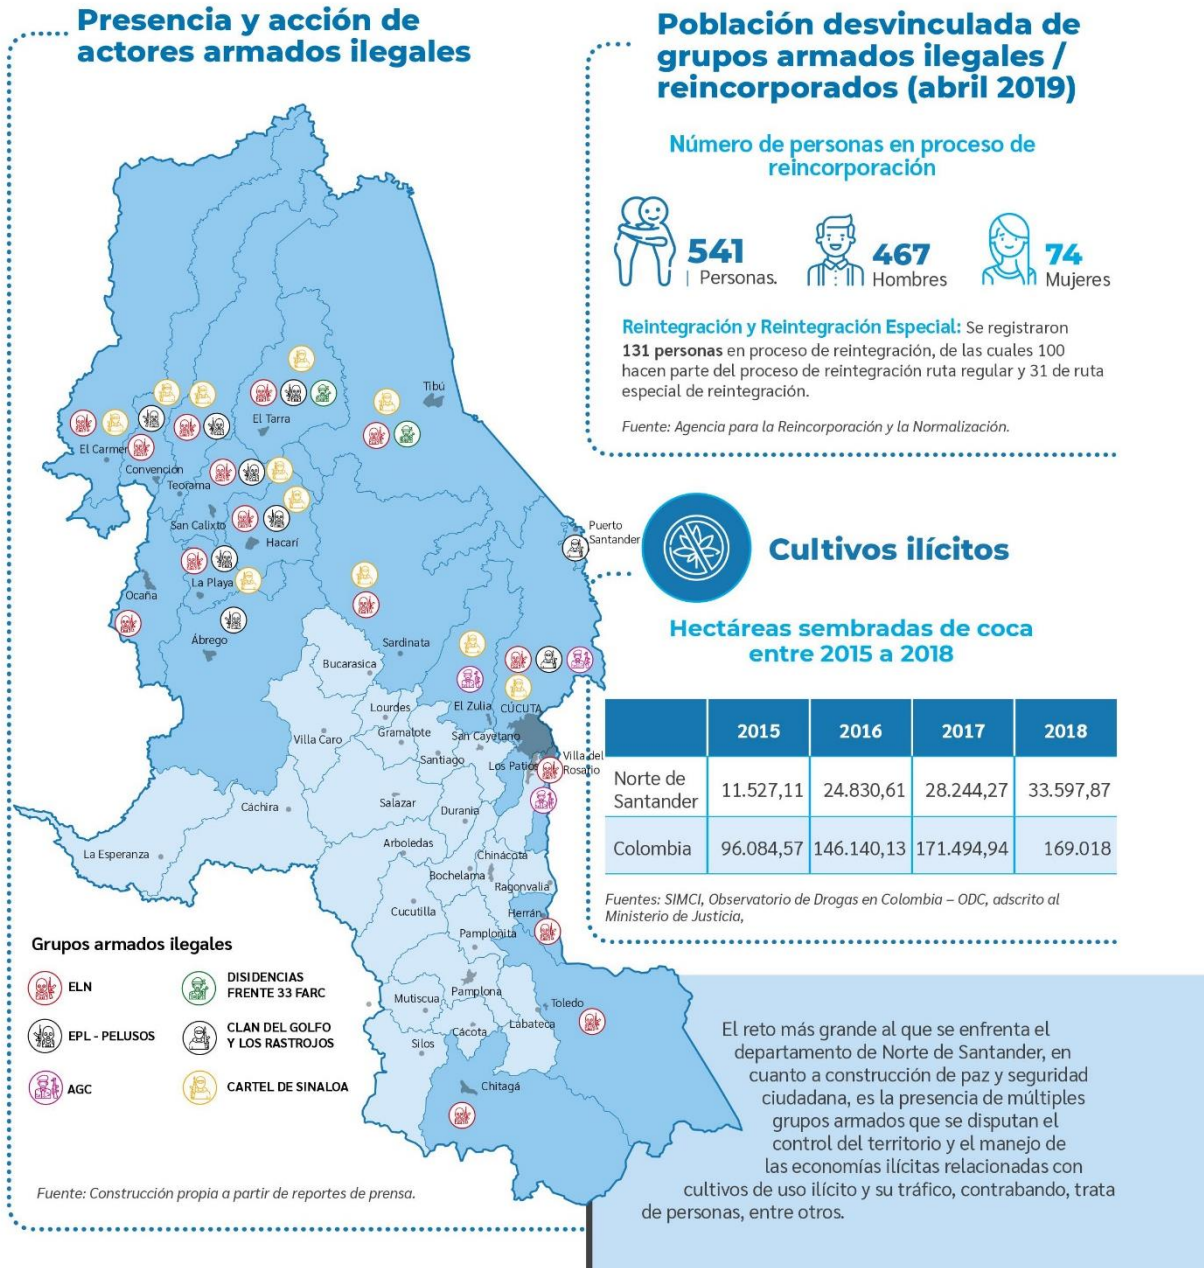 Presencia y acción de
actores armados ilegales
Tibú
El Tarra
El Carmen
Convención
Teorama
San Calixto
Hacarí
Puerto
Santander
La Playa
Ocaña
Ábrego
Sardinata
Bucarasica
Lourdes
El Zulia
CÚCUTA
Villa Caro
Gramalote
San Cayetano
Santiago
Los Patios
Villa del
Rosario
Cáchira
Salazar
Durania
La Esperanza
Arboledas
Chinácota
Bochelama
Ragonvalia
Cucutilla
Herrán
Pamplonita
Mutiscua
Pamplona
Toledo
Labateca
Cácota
Silos
Chitagá
Grupos armados ilegales
ELN
DISIDENCIAS
FRENTE 33 FARC
EPL - PELUSOS
CLAN DEL GOLFO
Y LOS RASTROJOS
AGC
CARTEL DE SINALOA
Fuente: Construcción propia a partir de reportes de prensa.
Población desvinculada de
grupos armados ilegales /
reincorporados (abril 2019)
Número de personas en proceso de
reincorporación
541
| Personas.
467
Hombres
74
Mujeres
Reintegración y Reintegración Especial: Se registraron
131 personas en proceso de reintegración, de las cuales 100
hacen parte del proceso de reintegración ruta regular y 31 de ruta
especial de reintegración.
Fuente: Agencia para la Reincorporación y la Normalización.
Cultivos ilícitos
Hectáreas sembradas de coca
entre 2015 a 2018
2015 2016 2017 2018
Norte de
Santander 11.527,11 24.830,61 28.244,27 33.597,87
Colombia 96.084,57 146.140,13 171.494,94 169.018
Fuentes: SIMCI, Observatorio de Drogas en Colombia – ODC, adscrito al
Ministerio de Justicia,
El reto más grande al que se enfrenta el
departamento de Norte de Santander, en
cuanto a construcción de paz y seguridad
ciudadana, es la presencia de múltiples
grupos armados que se disputan el
control del territorio y el manejo de
las economías ilícitas relacionadas con
cultivos de uso ilícito y su tráfico, contrabando, trata
de personas, entre otros.